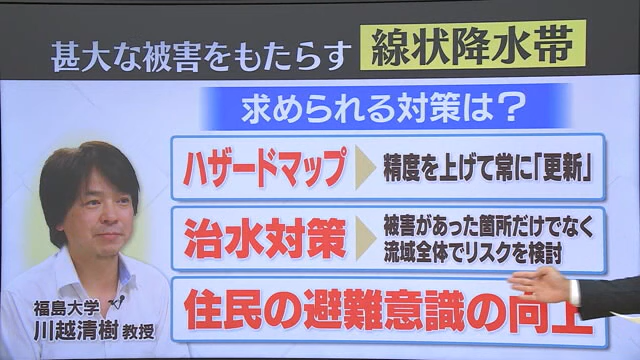 甚大な被害をもたらす 線状降水帯
求められる対策は？
ハザードマップ 精度を上げて常に「更新」
治水対策 被害があった箇所だけでなく
流域全体でリスクを検討
住民の避難意識の向上
福島大学
川越清樹 教授